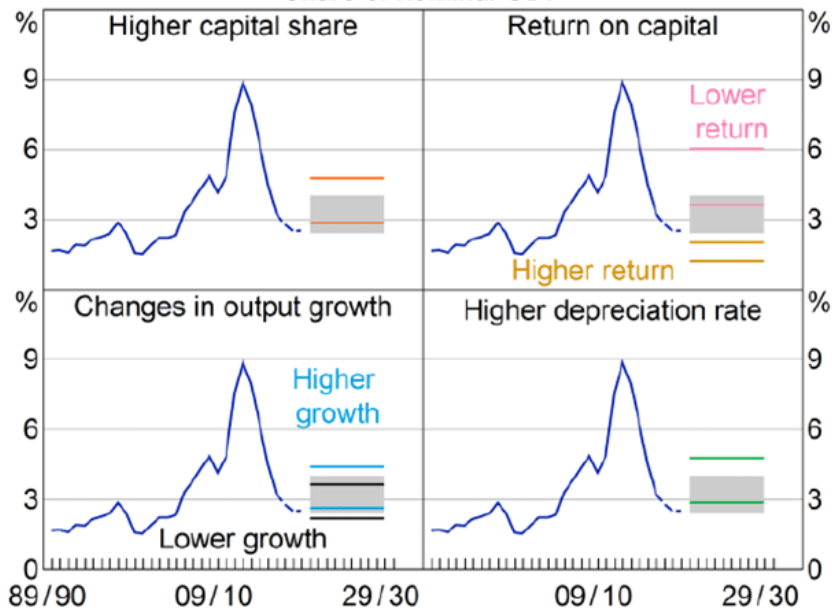 % Higher capital share Return on capital %
9 9
Lower
return
6 6
3 3
Higher return
% Changes in output growth Higher depreciation rate %
9 9
Higher
growth
6 6
3 3
Lower growth
0 0
89/90 09/10 29/30 09/10 29/30